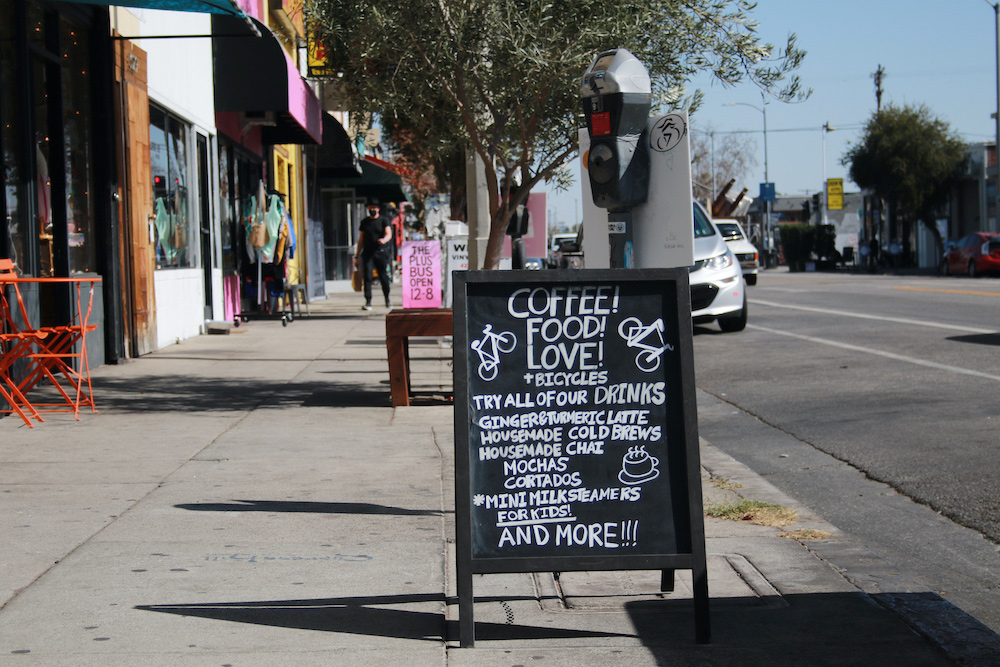 THE
PLUS
BUS
OPEN
12-8
COFFEE!
FOOD!
LOVE!
+BICYCLES
TRY ALL OF OUR DRINKS
GINGER&TURMERIC LATTE
HOUSEMADE COLD BREWS
HOUSEMADE CHAI
MOCHAS
CORTADOS
*MINI MILKSTEAMERS
FOR KIDS!
AND MORE!!!